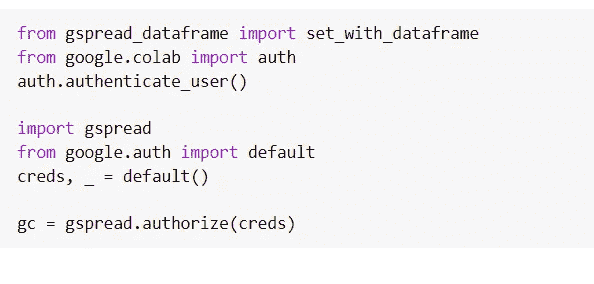 from gspread_dataframe import set_with_dataframe
from google.colab import auth
auth.authenticate_user()
import gspread
from google.auth import default
creds, _ = default()
gc = gspread.authorize(creds)